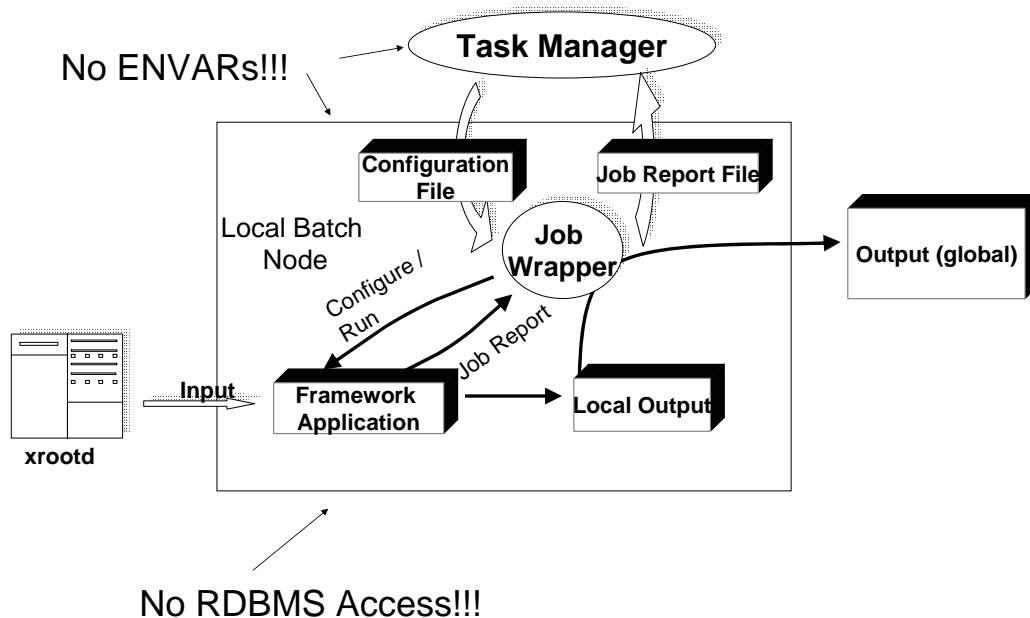 Task Manager
No ENVARs!!!
Configuration
File
Job Report File
Local Batch
Node
Job
Wrapper
Output (global)
Configure /
Run
Job Report
Input
Framework
Application
Local Output
xrootd
No RDBMS Access!!!